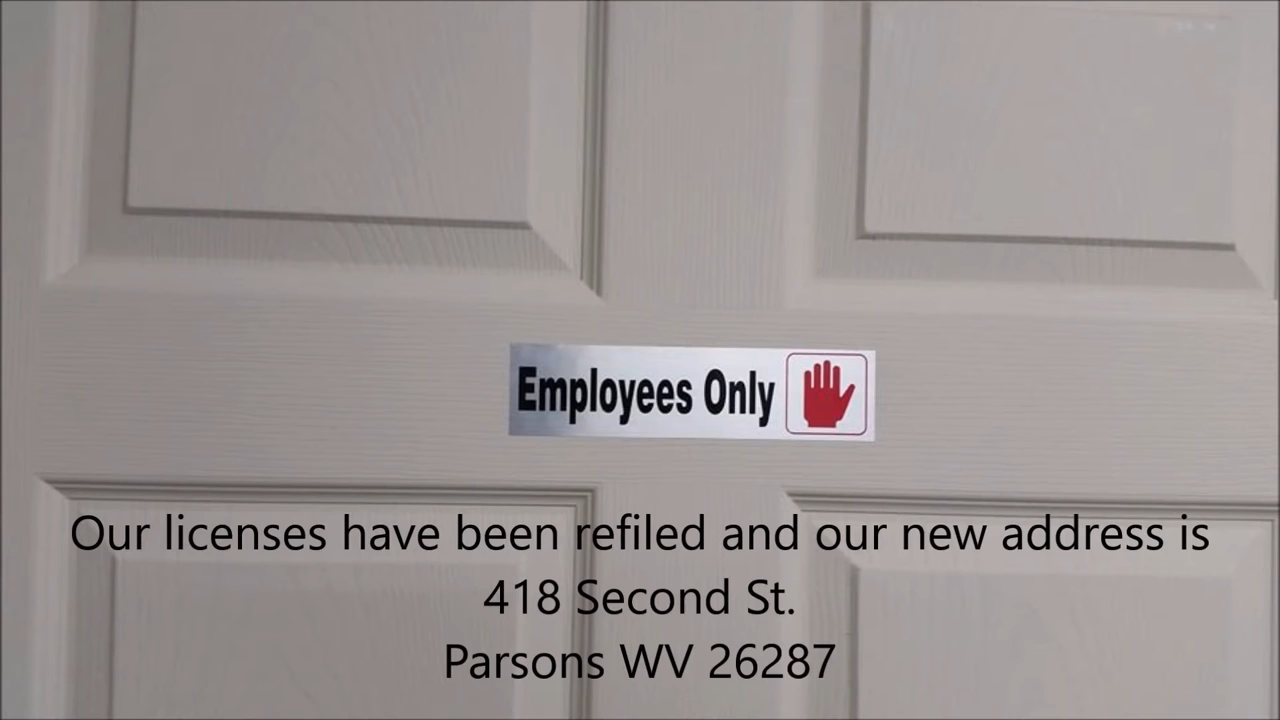 Employees Only
Our licenses have been refiled and our new address is
418 Second St.
Parsons WV 26287